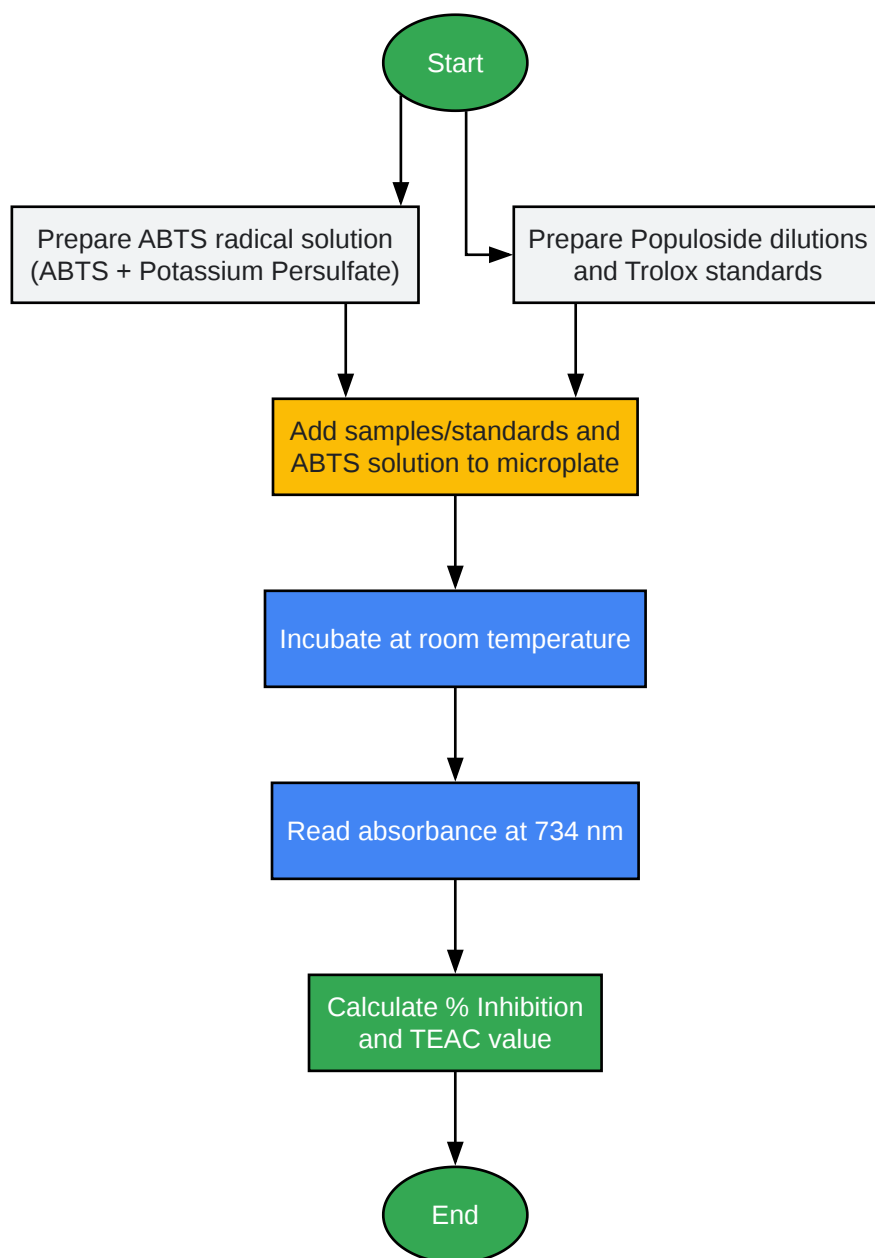 Start
Prepare ABTS radical solution
(ABTS + Potassium Persulfate)
Prepare Populoside dilutions
and Trolox standards
Add samples/standards and
ABTS solution to microplate
Incubate at room temperature
Read absorbance at 734 nm
Calculate % Inhibition
and TEAC value
End